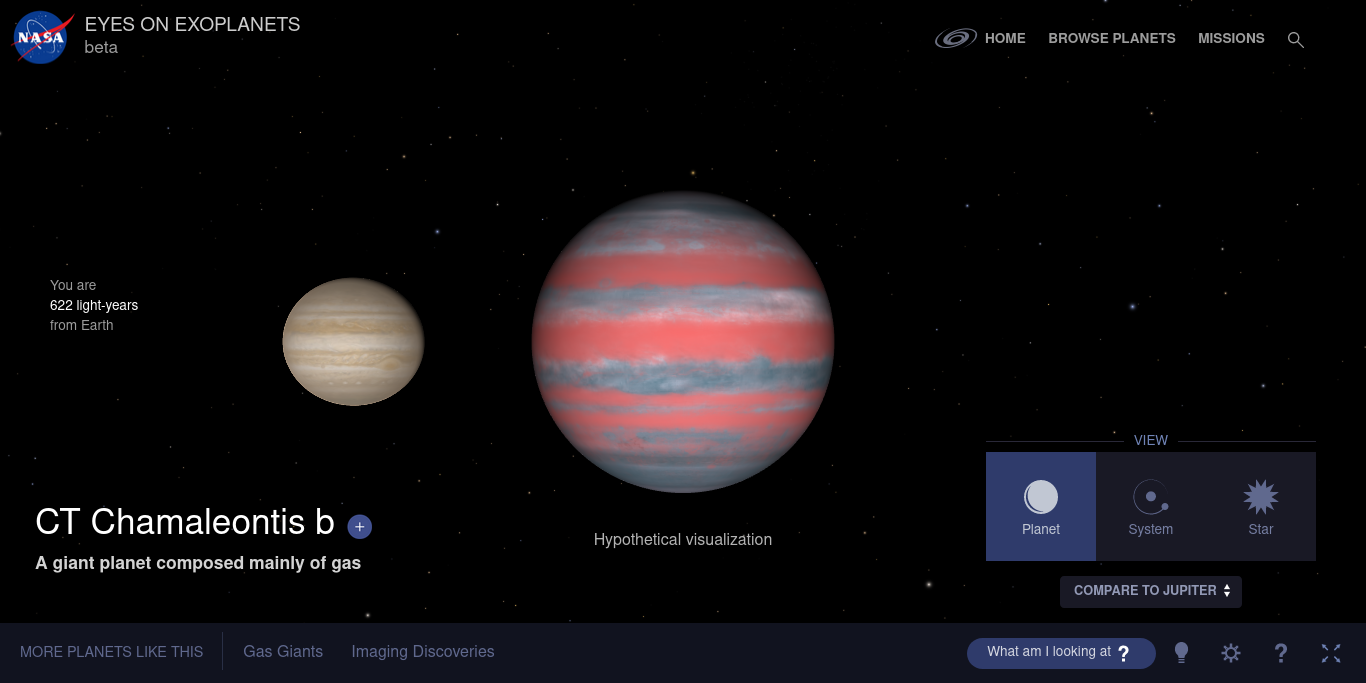 NASA
EYES ON EXOPLANETS
beta
HOME
BROWSE PLANETS
MISSIONS
You are
622 light-years
from Earth
CT Chamaleontis b +
A giant planet composed mainly of gas
Hypothetical visualization
VIEW
Planet
System
Star
COMPARE TO JUPITER
MORE PLANETS LIKE THIS
Gas Giants
Imaging Discoveries
What am I looking at ?
?